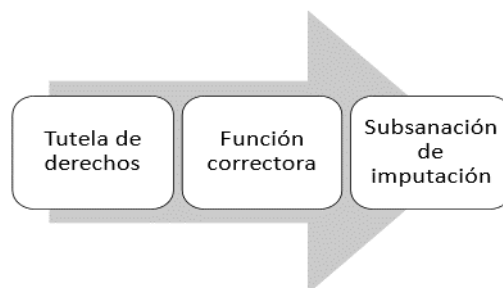 Tutela de
derechos
Función
correctora
Subsanación
de
imputación